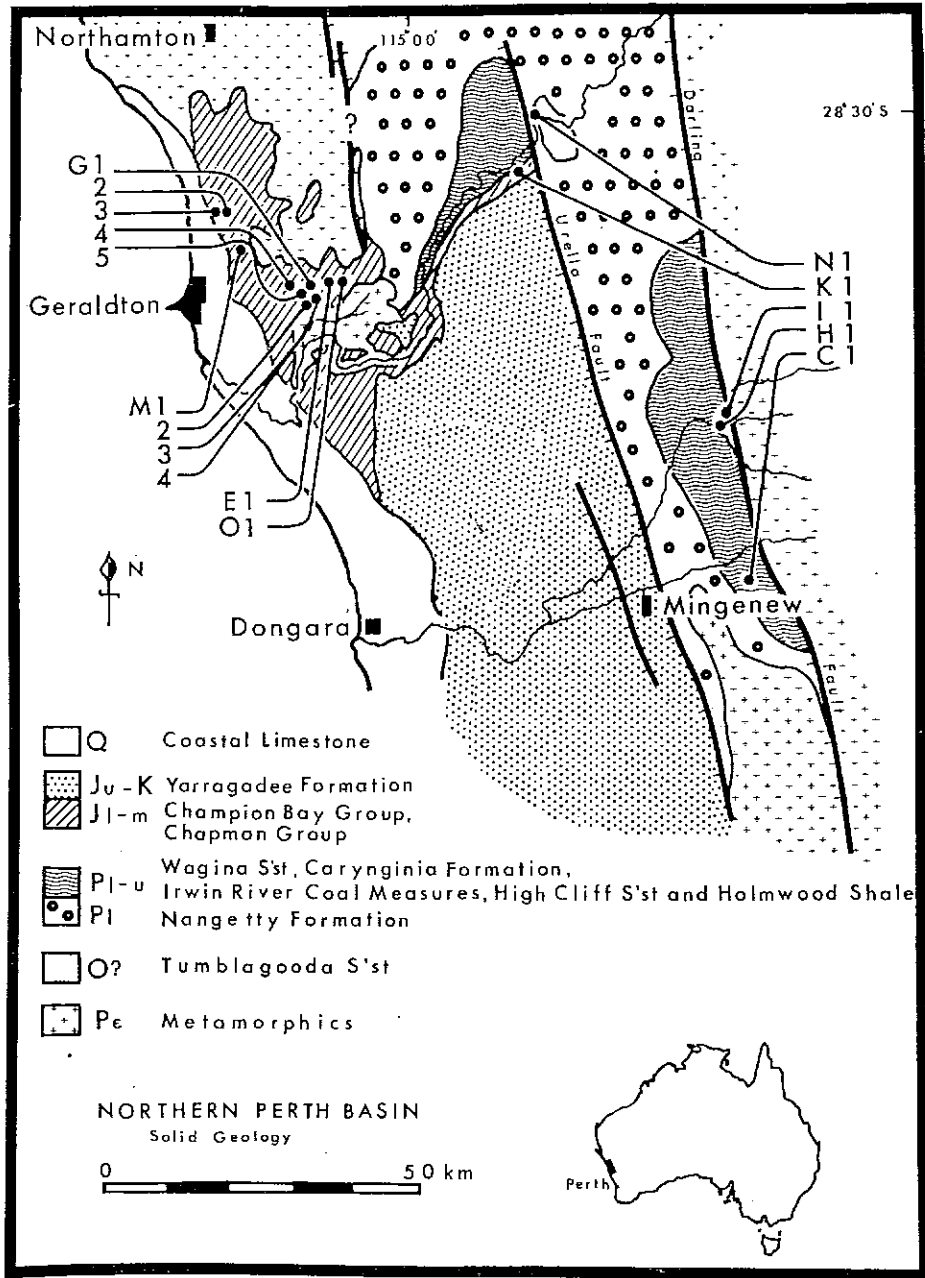 Northamton
115°00'
28°30'S
Darling
Fault
Urella
Fault
?
G1
2
3
4
5
Geraldton
M1
2
3
4
E1
O1
N1
K1
I 1
H1
C1
N
Dongara
Mingenew
Q Coastal Limestone
Ju-K Yarragadee Formation
Jl-m Champion Bay Group,
Chapman Group
Pl-u Wagina S'st, Carynginia Formation,
Irwin River Coal Measures, High Cliff S'st and Holmwood Shale
Pl Nangetty Formation
O? Tumblagooda S'st
Pє Metamorphics
NORTHERN PERTH BASIN
Solid Geology
0 50 km
Perth